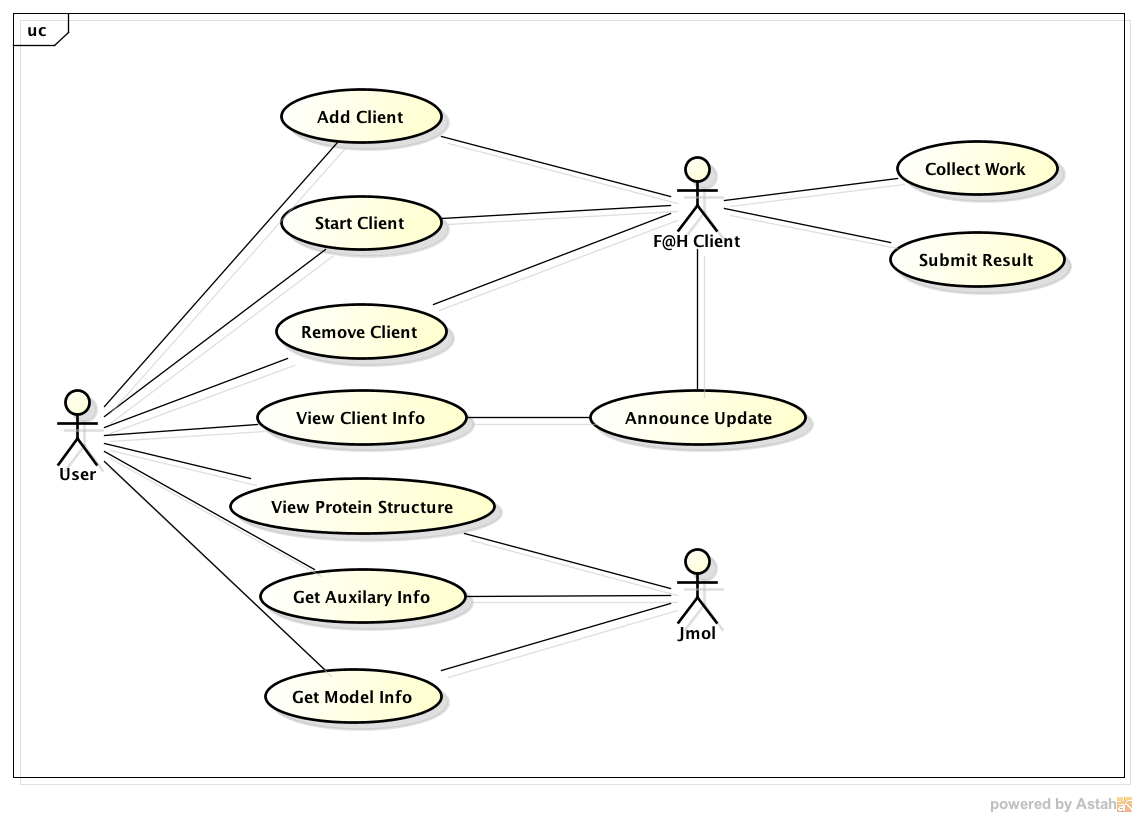 uc
Add Client
Collect Work
Start Client
F@H Client
Submit Result
Remove Client
View Client Info
Announce Update
User
View Protein Structure
Get Auxilary Info
Jmol
Get Model Info
powered by Astah